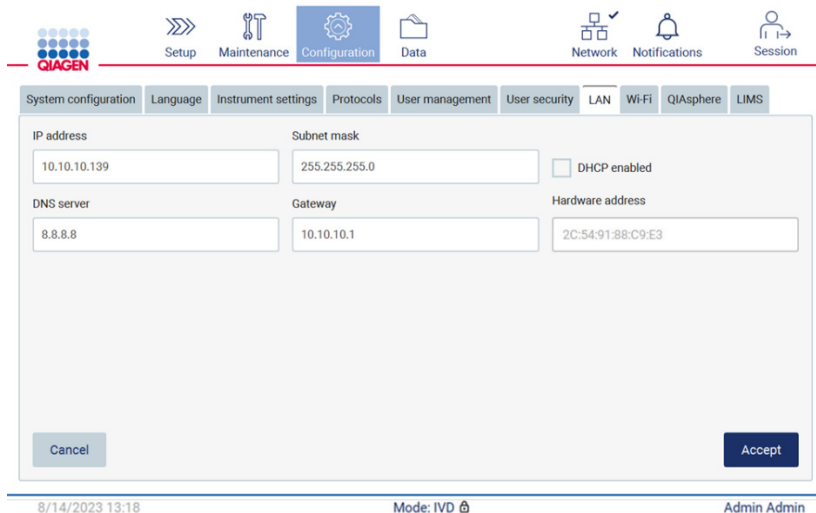 QIAGEN
Setup Maintenance Configuration Data Network Notifications Session
System configuration Language Instrument settings Protocols User management User security LAN Wi-Fi QIAsphere LIMS
IP address Subnet mask
10.10.10.139 255.255.255.0 DHCP enabled
DNS server Gateway Hardware address
8.8.8.8 10.10.10.1 2C:54:91:88:C9:E3
Cancel Accept
8/14/2023 13:18 Mode: IVD Admin Admin